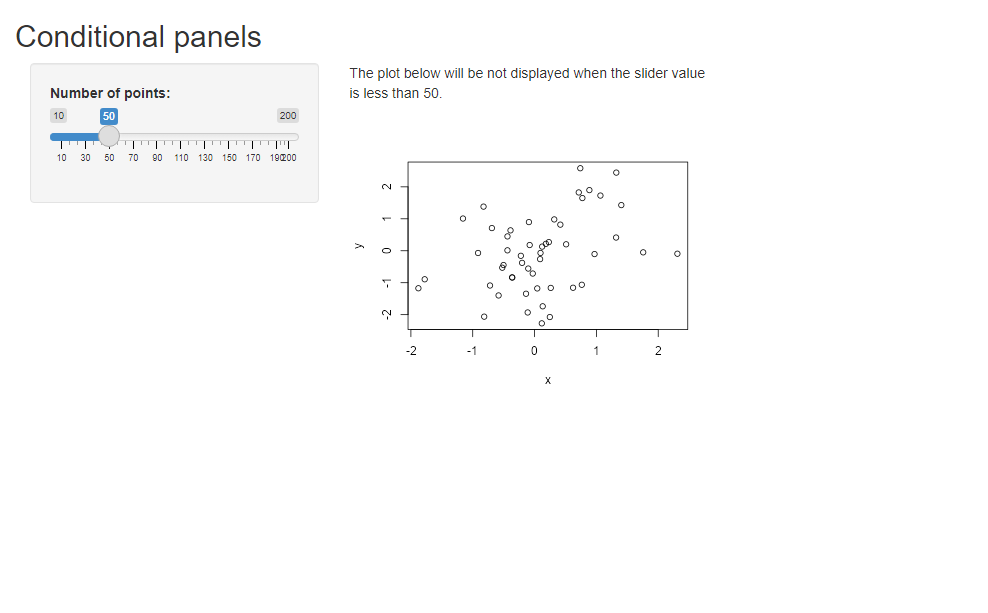 Conditional panels
Number of points:
10 50 200
10 30 50 70 90 110 130 150 170 190 200
The plot below will be not displayed when the slider value
is less than 50.
y
2
1
0
-1
-2
-2 -1 0 1 2
x